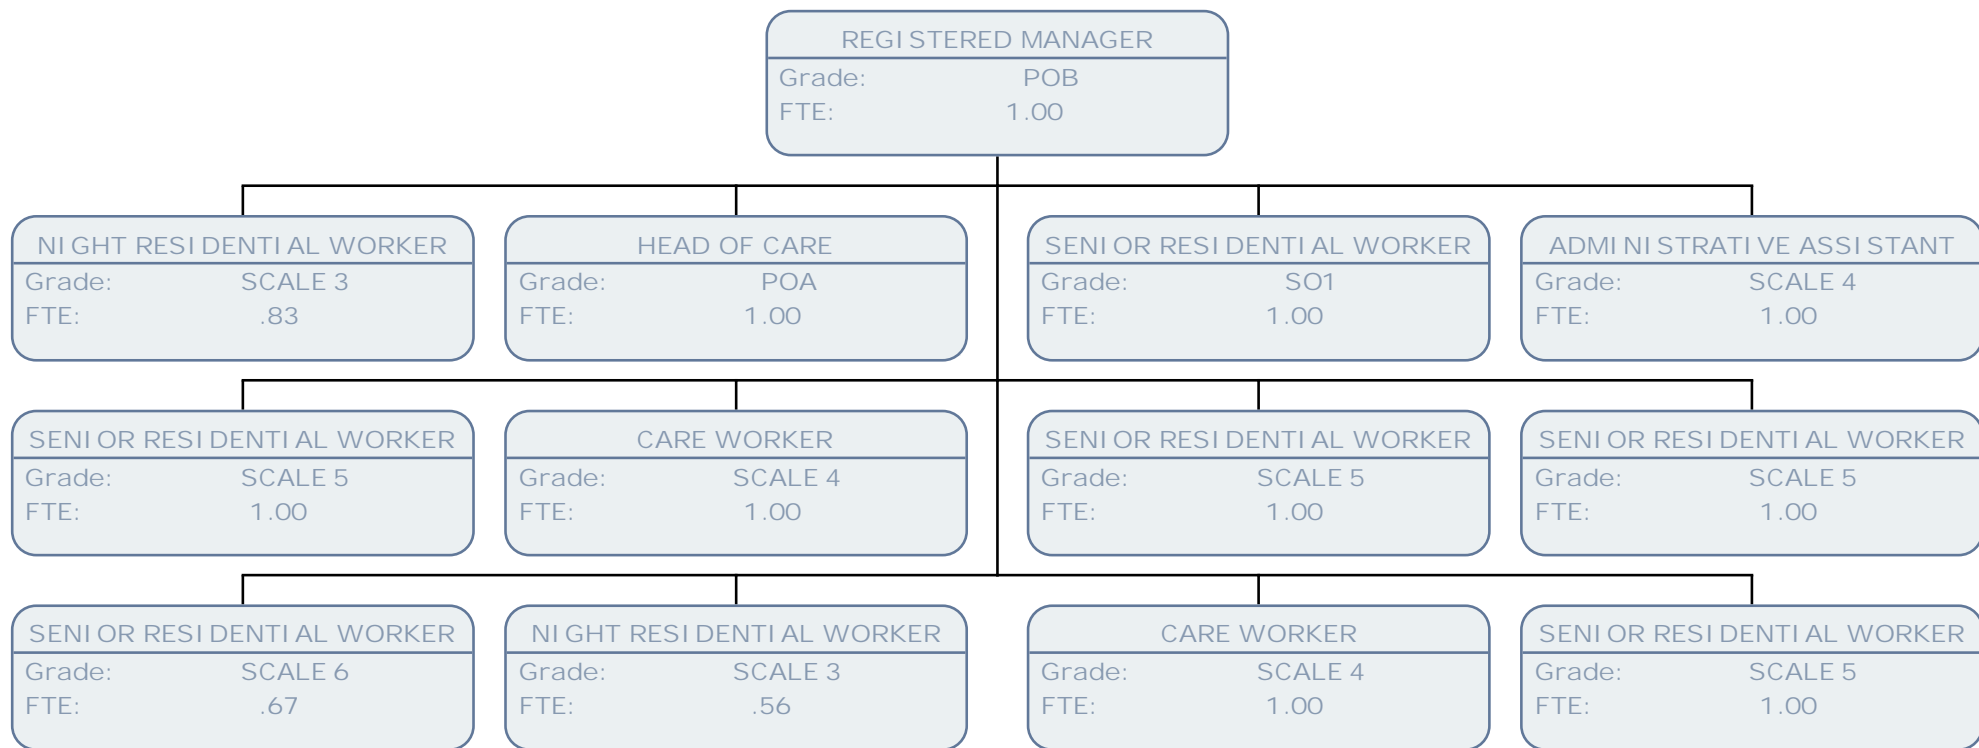 REGISTERED MANAGER
Grade: POB
FTE: 1.00
NIGHT RESIDENTIAL WORKER
Grade: SCALE 3
FTE: .83
HEAD OF CARE
Grade: POA
FTE: 1.00
SENIOR RESIDENTIAL WORKER
Grade: SO1
FTE: 1.00
ADMINISTRATIVE ASSISTANT
Grade: SCALE 4
FTE: 1.00
SENIOR RESIDENTIAL WORKER
Grade: SCALE 5
FTE: 1.00
CARE WORKER
Grade: SCALE 4
FTE: 1.00
SENIOR RESIDENTIAL WORKER
Grade: SCALE 5
FTE: 1.00
SENIOR RESIDENTIAL WORKER
Grade: SCALE 5
FTE: 1.00
SENIOR RESIDENTIAL WORKER
Grade: SCALE 6
FTE: .67
NIGHT RESIDENTIAL WORKER
Grade: SCALE 3
FTE: .56
CARE WORKER
Grade: SCALE 4
FTE: 1.00
SENIOR RESIDENTIAL WORKER
Grade: SCALE 5
FTE: 1.00